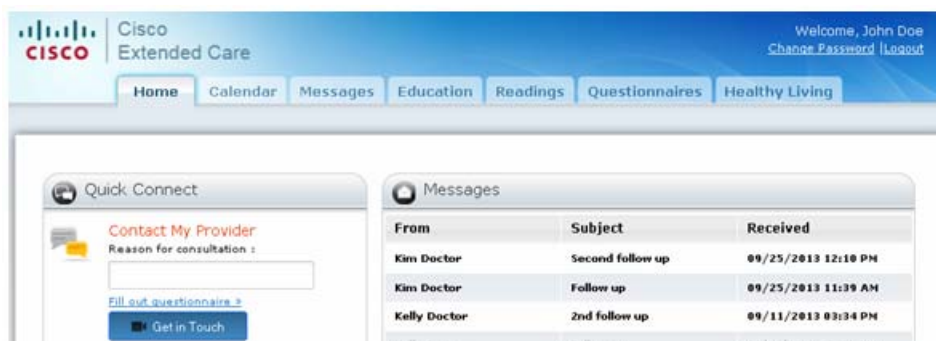 Cisco
Extended Care
CISCO
Welcome, John Doe
Change Password |Logout
Home Calendar Messages Education Readings Questionnaires Healthy Living
Quick Connect
Contact My Provider
Reason for consultation :
Fill out questionnaire »
Get in Touch
Messages
From Subject Received
Kim Doctor Second follow up 09/25/2013 12:10 PM
Kim Doctor Follow up 09/25/2013 11:39 AM
Kelly Doctor 2nd follow up 09/11/2013 03:34 PM